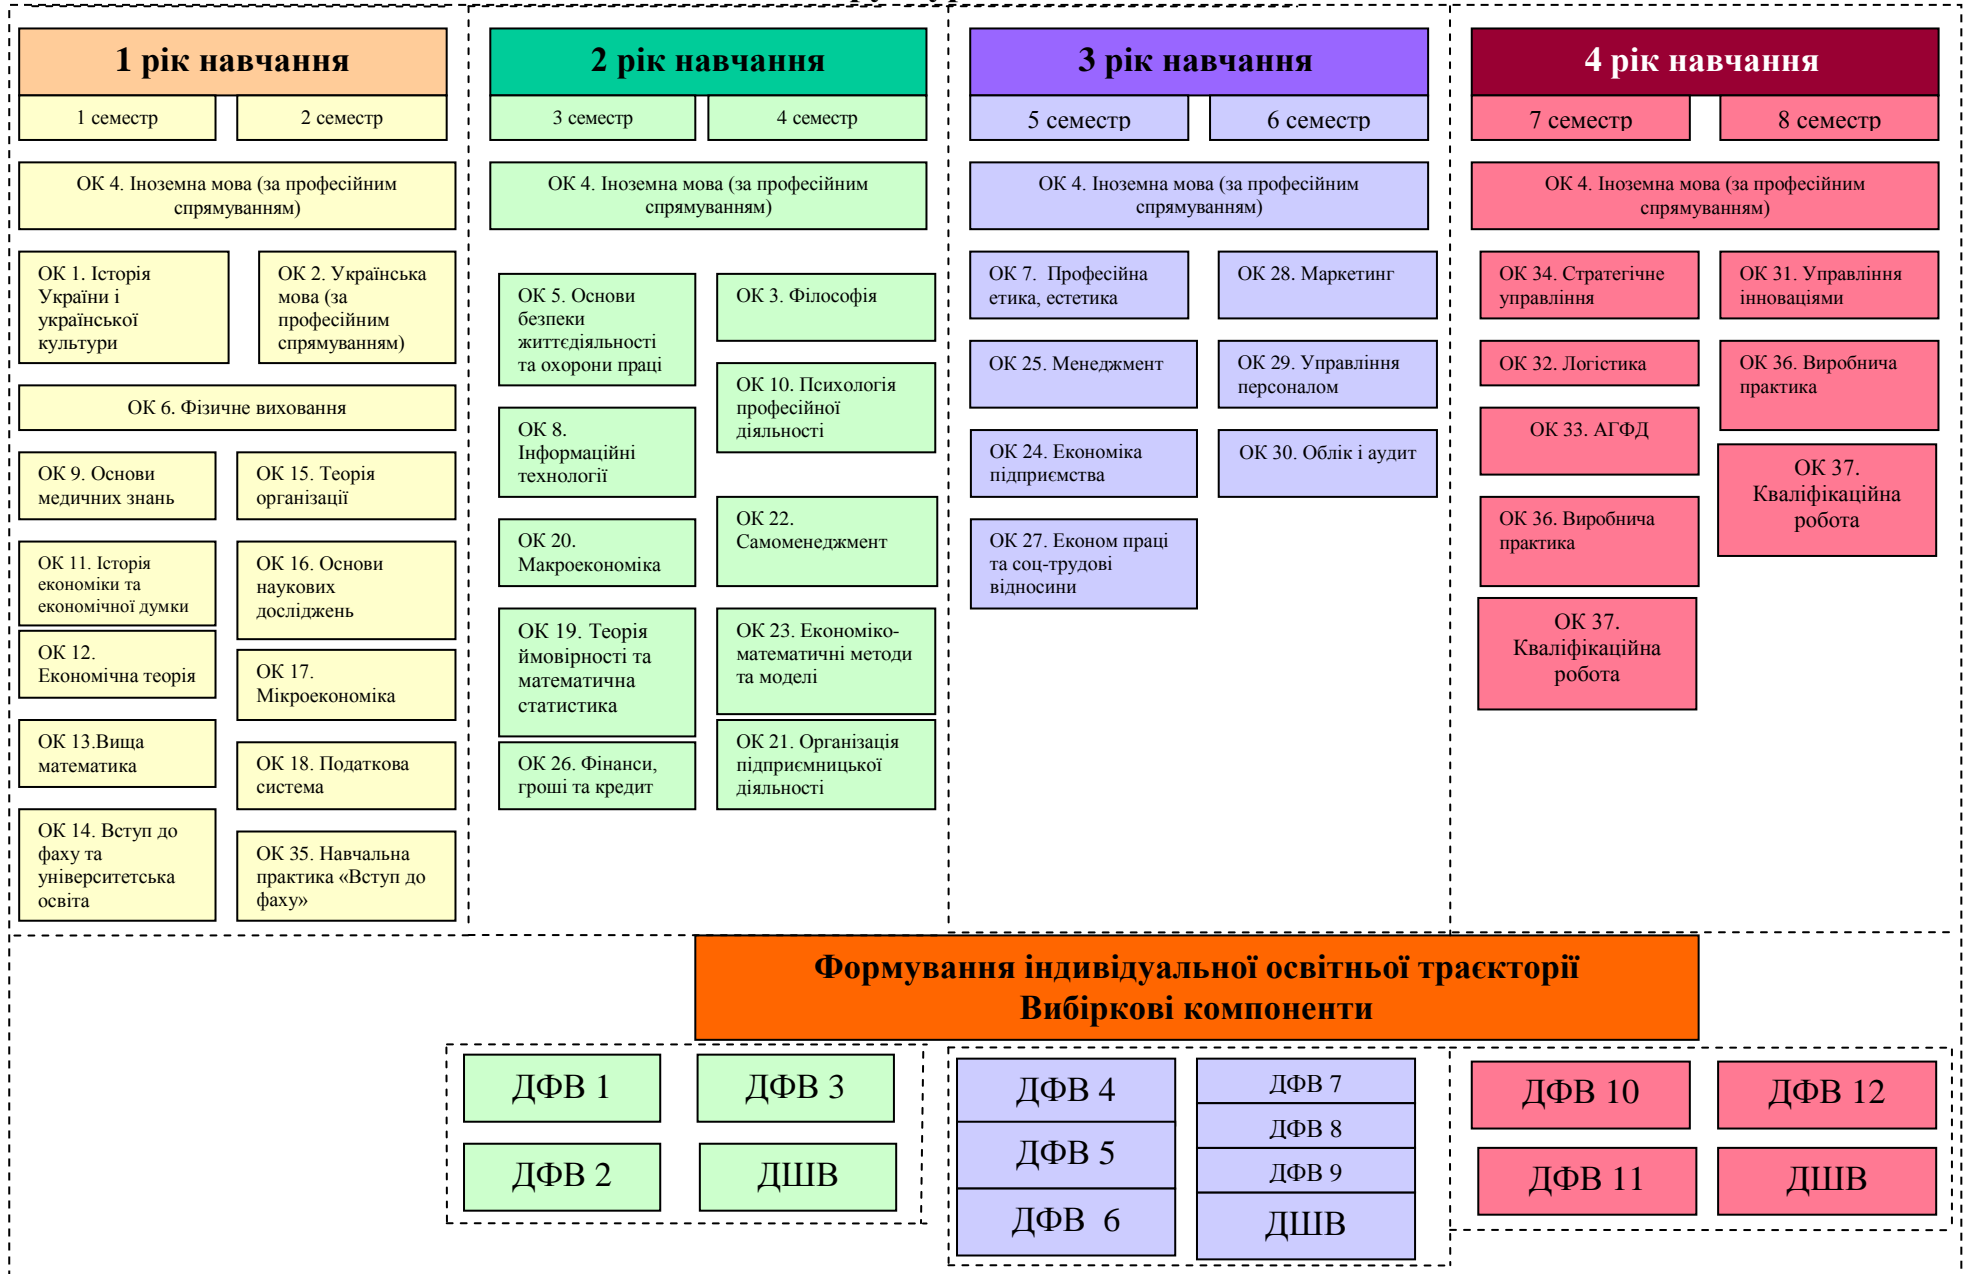 1 рік навчання
2 рік навчання
3 рік навчання
4 рік навчання
1 семестр
2 семестр
3 семестр
4 семестр
5 семестр
6 семестр
7 семестр
8 семестр
ОК 4. Іноземна мова (за професійним
спрямуванням)
ОК 4. Іноземна мова (за професійним
спрямуванням)
ОК 4. Іноземна мова (за професійним
спрямуванням)
ОК 4. Іноземна мова (за професійним
спрямуванням)
ОК 1. Історія
України і
української
культури
ОК 2. Українська
мова (за
професійним
спрямуванням)
ОК 6. Фізичне виховання
ОК 9. Основи
медичних знань
ОК 15. Теорія
організації
ОК 11. Історія
економіки та
економічної думки
ОК 16. Основи
наукових
досліджень
ОК 12.
Економічна теорія
ОК 17.
Мікроекономіка
ОК 13.Вища
математика
ОК 18. Податкова
система
ОК 14. Вступ до
фаху та
університетська
освіта
ОК 35. Навчальна
практика «Вступ до
фаху»
ОК 5. Основи
безпеки
життєдіяльності
та охорони праці
ОК 3. Філософія
ОК 10. Психологія
професійної
діяльності
ОК 8.
Інформаційні
технології
ОК 20.
Макроекономіка
ОК 22.
Самоменеджмент
ОК 19. Теорія
ймовірності та
математична
статистика
ОК 23. Економіко-
математичні методи
та моделі
ОК 26. Фінанси,
гроші та кредит
ОК 21. Організація
підприємницької
діяльності
ОК 7. Професійна
етика, естетика
ОК 28. Маркетинг
ОК 25. Менеджмент
ОК 29. Управління
персоналом
ОК 24. Економіка
підприємства
ОК 30. Облік і аудит
ОК 27. Економ праці
та соц-трудові
відносини
ОК 34. Стратегічне
управління
ОК 31. Управління
інноваціями
ОК 32. Логістика
ОК 36. Виробнича
практика
ОК 33. АГФД
ОК 37.
Кваліфікаційна
робота
ОК 36. Виробнича
практика
ОК 37.
Кваліфікаційна
робота
Формування індивідуальної освітньої траєкторії
Вибіркові компоненти
ДФВ 1
ДФВ 3
ДФВ 2
ДШВ
ДФВ 4
ДФВ 5
ДФВ 6
ДФВ 7
ДФВ 8
ДФВ 9
ДШВ
ДФВ 10
ДФВ 12
ДФВ 11
ДШВ